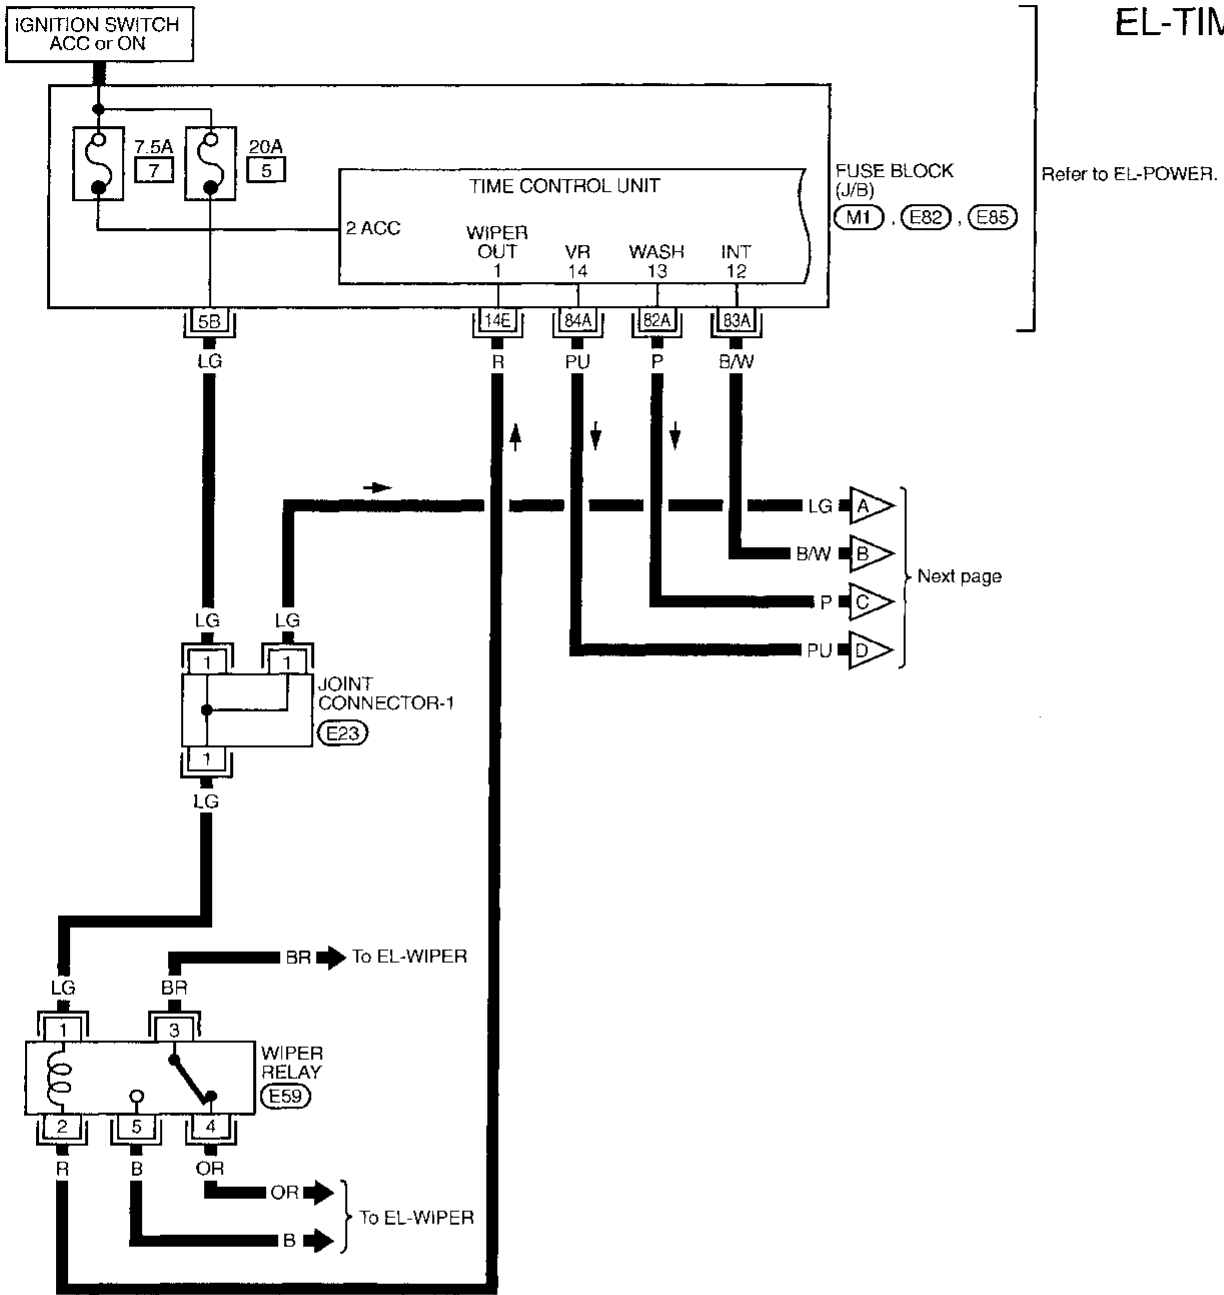 IGNITION SWITCH
ACC or ON
EL-TIM
7.5A
7
20A
5
TIME CONTROL UNIT
2 ACC
WIPER
OUT
1
VR
14
WASH
13
INT
12
FUSE BLOCK
(J/B)
M1 , E82 , E85
Refer to EL-POWER.
5B
14E
84A
82A
83A
LG
R
PU
P
B/W
LG A
B/W B
P C
PU D
Next page
LG
LG
1
1
JOINT
CONNECTOR-1
E23
1
LG
BR To EL-WIPER
LG
BR
1
3
WIPER
RELAY
E59
2
5
4
R
B
OR
OR
To EL-WIPER
B